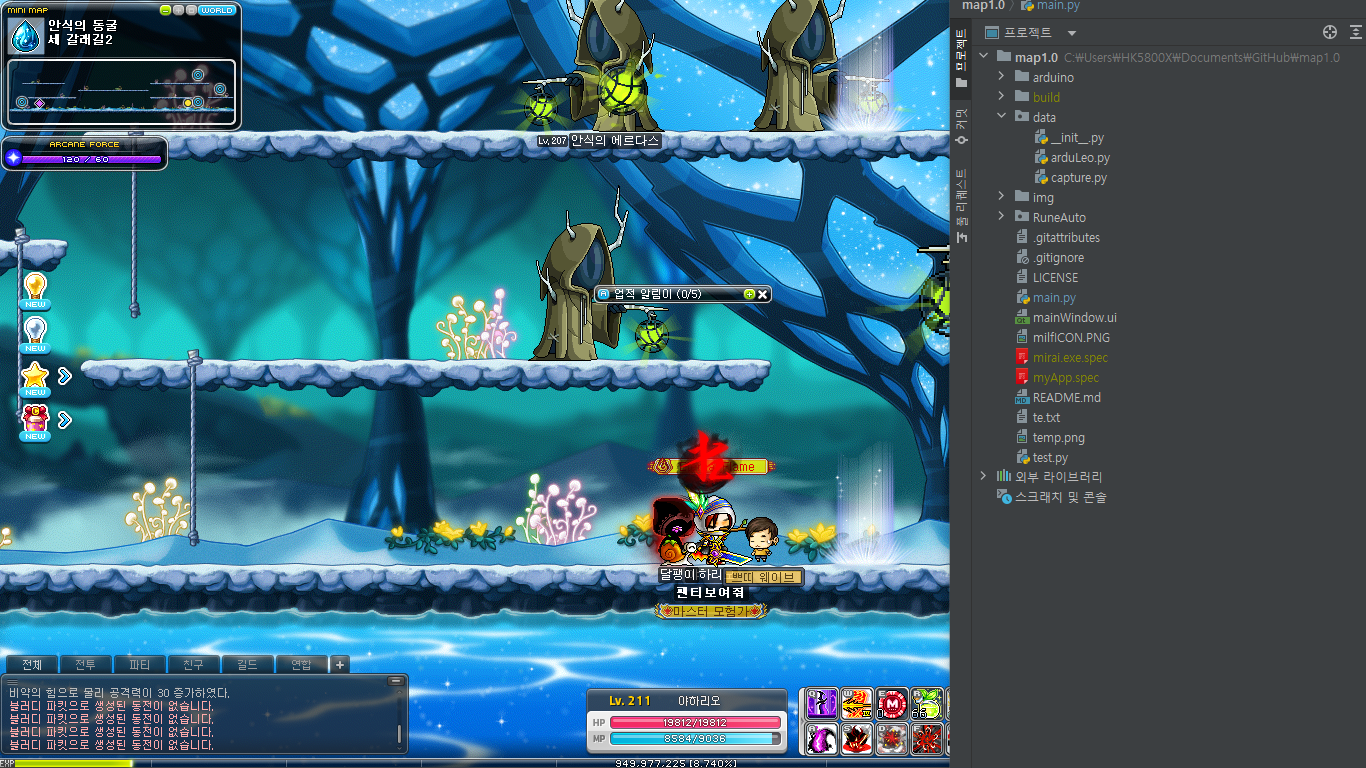 MINI MAP
WORLD
안식의 동굴
세 갈래길2
ARCANE FORCE
120 / 60
Lv. 207 안식의 에르다스
NEW
NEW
NEW
NEW
업적 알림이 (0/5)
달팽이하리
쁘띠 웨이브
팬티보여줘
마스터 모험가
전체
전투
파티
친구
길드
연합
+
비약의 힘으로 물리 공격력이 30 증가하였다.
블러디 파킷으로 생성된 동전이 없습니다.
블러디 파킷으로 생성된 동전이 없습니다.
블러디 파킷으로 생성된 동전이 없습니다.
블러디 파킷으로 생성된 동전이 없습니다.
Lv. 211 야하리오
HP 19812/19812
MP 8584/9036
Q W E R
EXP 949,977,225 [8.740%]
map1.0 main.py
프로젝트
프로젝트
커밋
풀 리퀘스트
map1.0 C:￦Users￦HK5800X￦Documents￦GitHub￦map1.0
arduino
build
data
__init__.py
arduLeo.py
capture.py
img
RuneAuto
.gitattributes
.gitignore
LICENSE
main.py
mainWindow.ui
milfICON.PNG
mirai.exe.spec
myApp.spec
README.md
te.txt
temp.png
test.py
외부 라이브러리
스크래치 및 콘솔